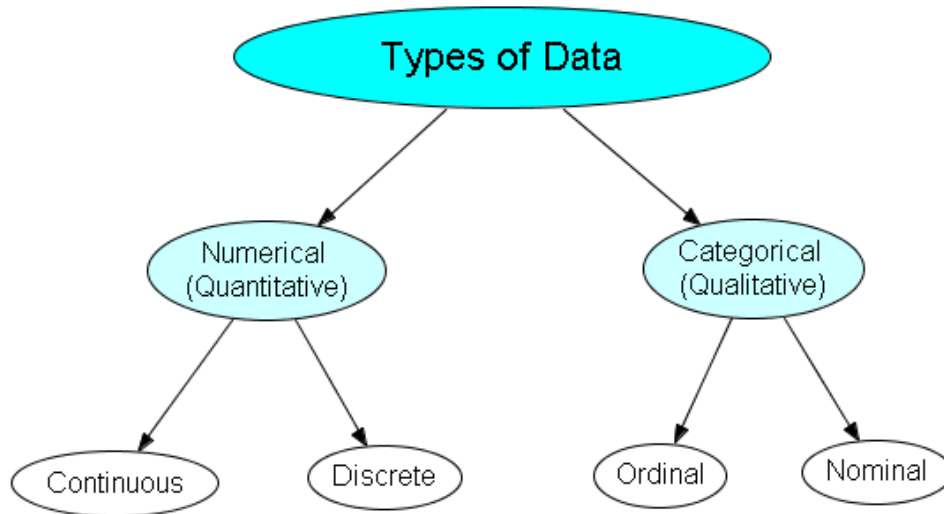 Types of Data
Numerical
(Quantitative)
Categorical
(Qualitative)
Continuous
Discrete
Ordinal
Nominal